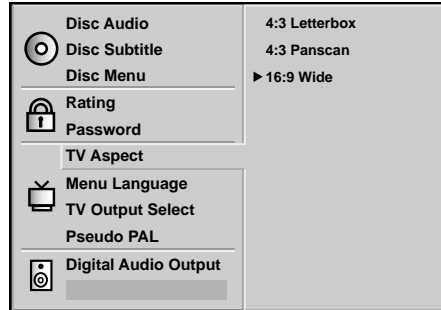 Disc Audio
Disc Subtitle
Disc Menu
Rating
Password
TV Aspect
Menu Language
TV Output Select
Pseudo PAL
Digital Audio Output
4:3 Letterbox
4:3 Panscan
16:9 Wide